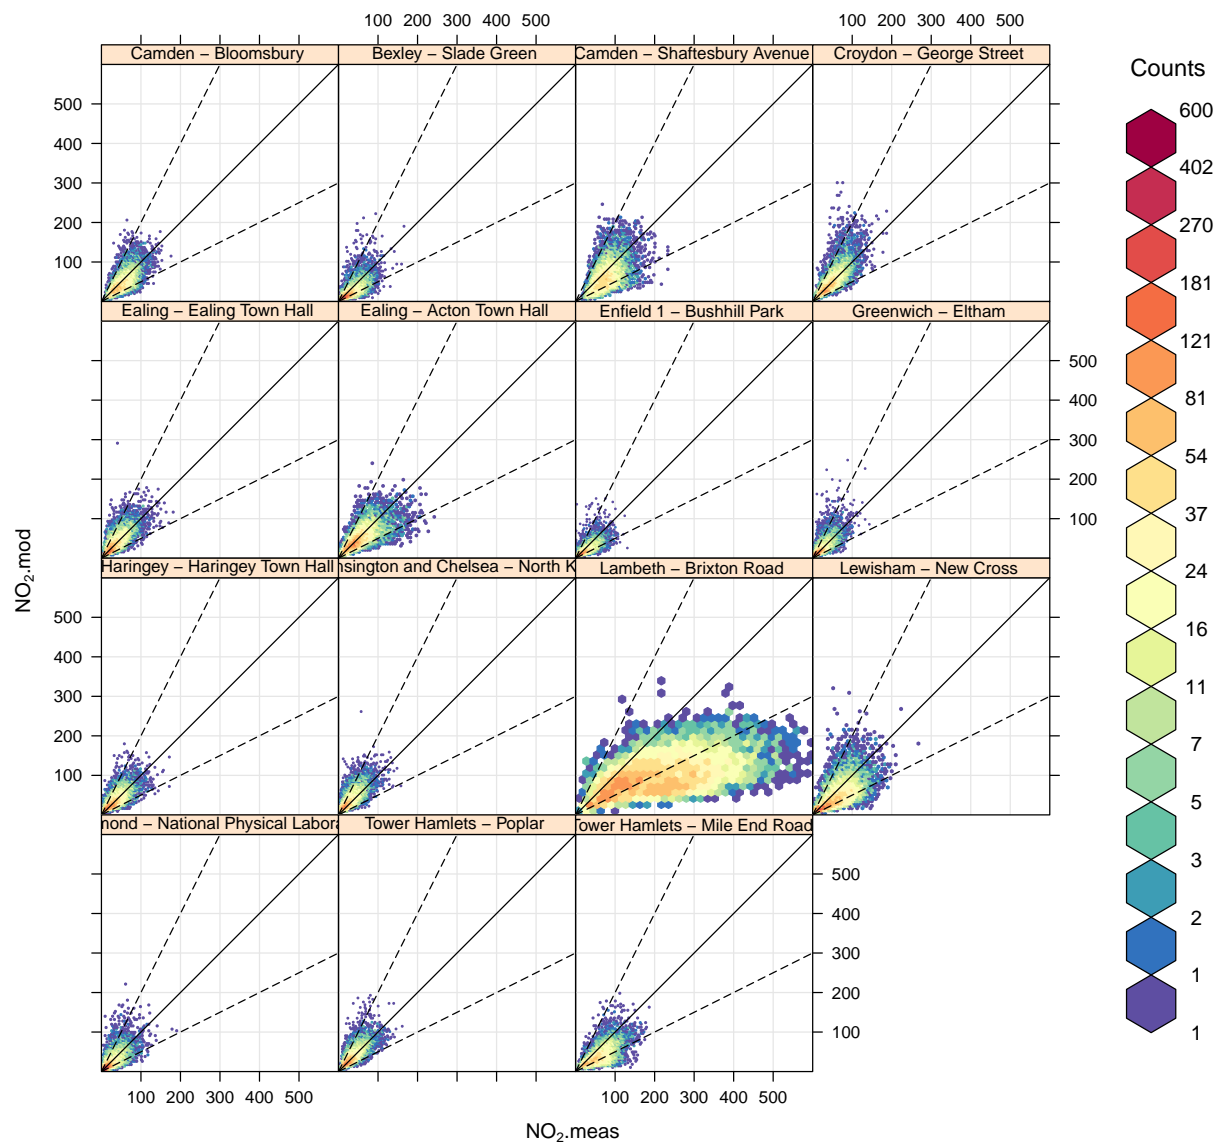 100 200 300 400 500 100 200 300 400 500
Counts
Camden – Bloomsbury
Bexley – Slade Green
Camden – Shaftesbury Avenue
Croydon – George Street
500
400
300
200
100
Ealing – Ealing Town Hall
Ealing – Acton Town Hall
Enfield 1 – Bushhill Park
Greenwich – Eltham
500
400
300
200
100
Haringey – Haringey Town Hall
nsington and Chelsea – North K
Lambeth – Brixton Road
Lewisham – New Cross
500
400
300
200
100
mond – National Physical Labora
Tower Hamlets – Poplar
Tower Hamlets – Mile End Road
500
400
300
200
100
100 200 300 400 500 100 200 300 400 500
NO2.meas
NO2.mod
600
402
270
181
121
81
54
37
24
16
11
7
5
3
2
1
1